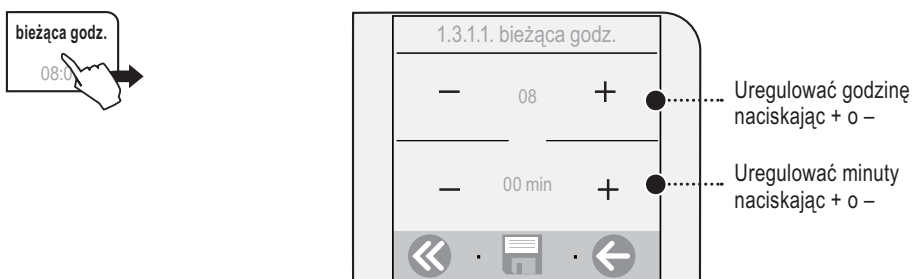 bieżąca godz.
08:0
1.3.1.1. bieżąca godz.
− 08 +
Uregulować godzinę
naciskając + o –
− 00 min +
Uregulować minuty
naciskając + o –